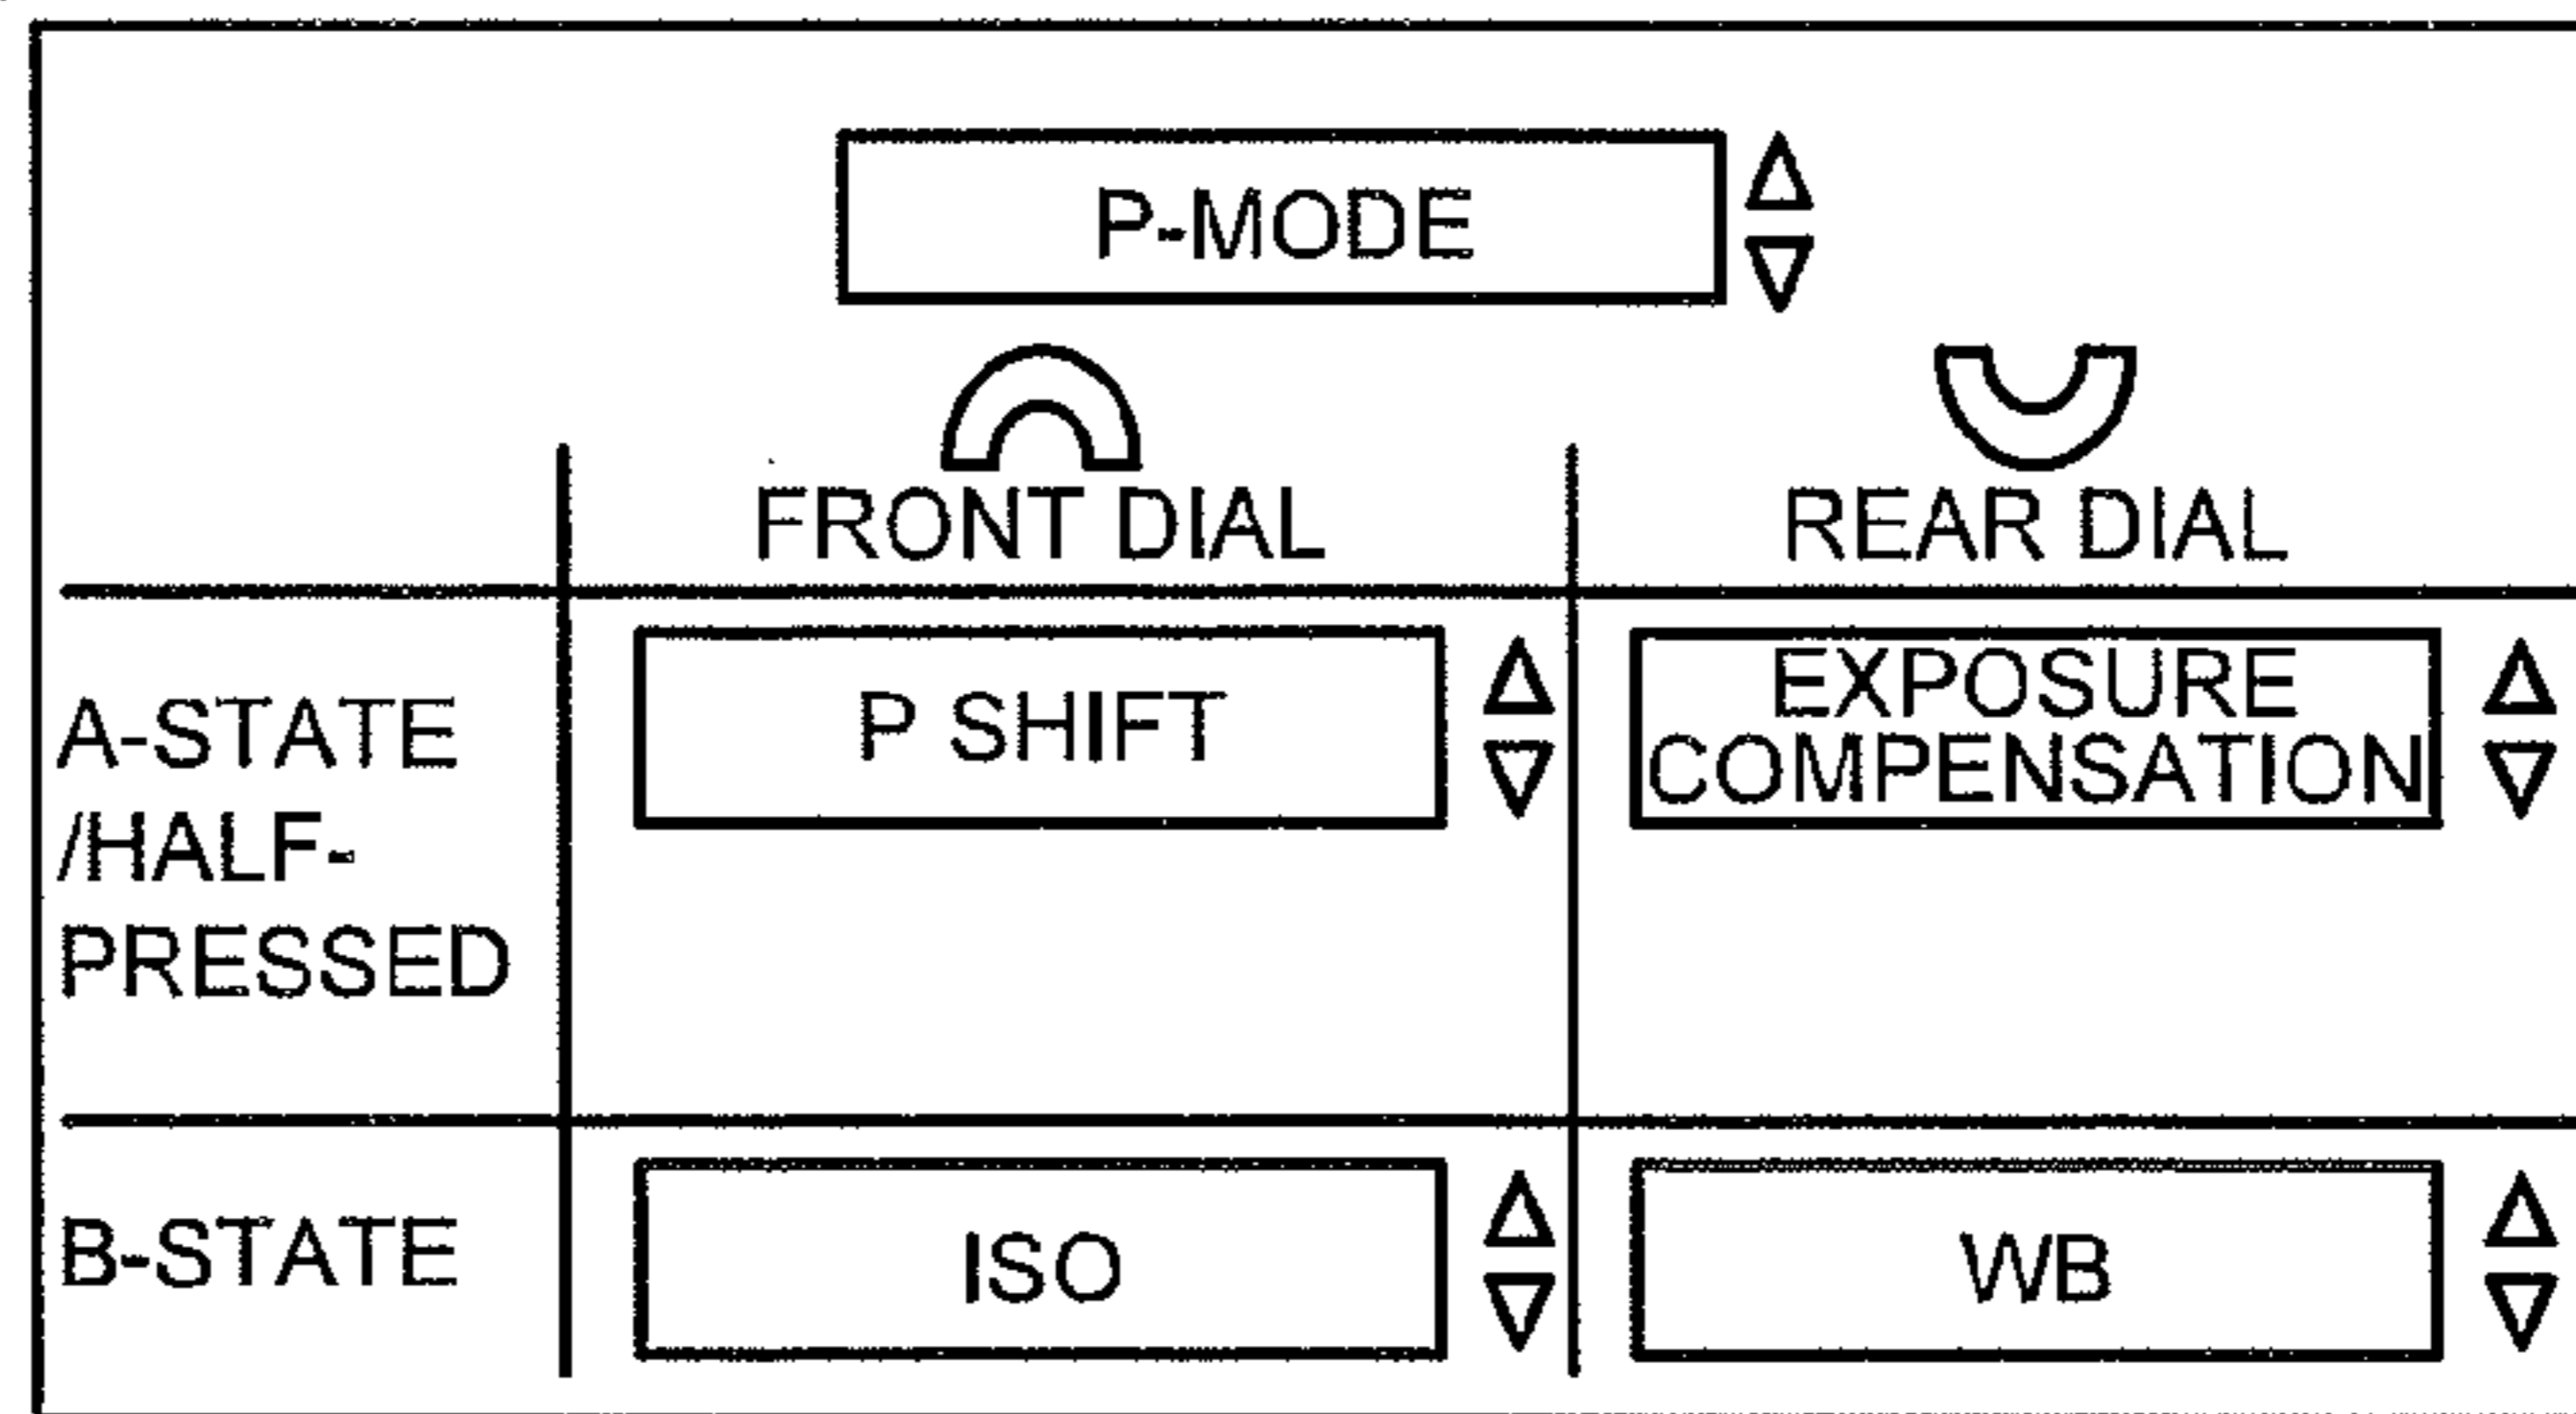 P-MODE
FRONT DIAL
REAR DIAL
A-STATE
/HALF-
PRESSED
P SHIFT
EXPOSURE
COMPENSATION
B-STATE
ISO
WB